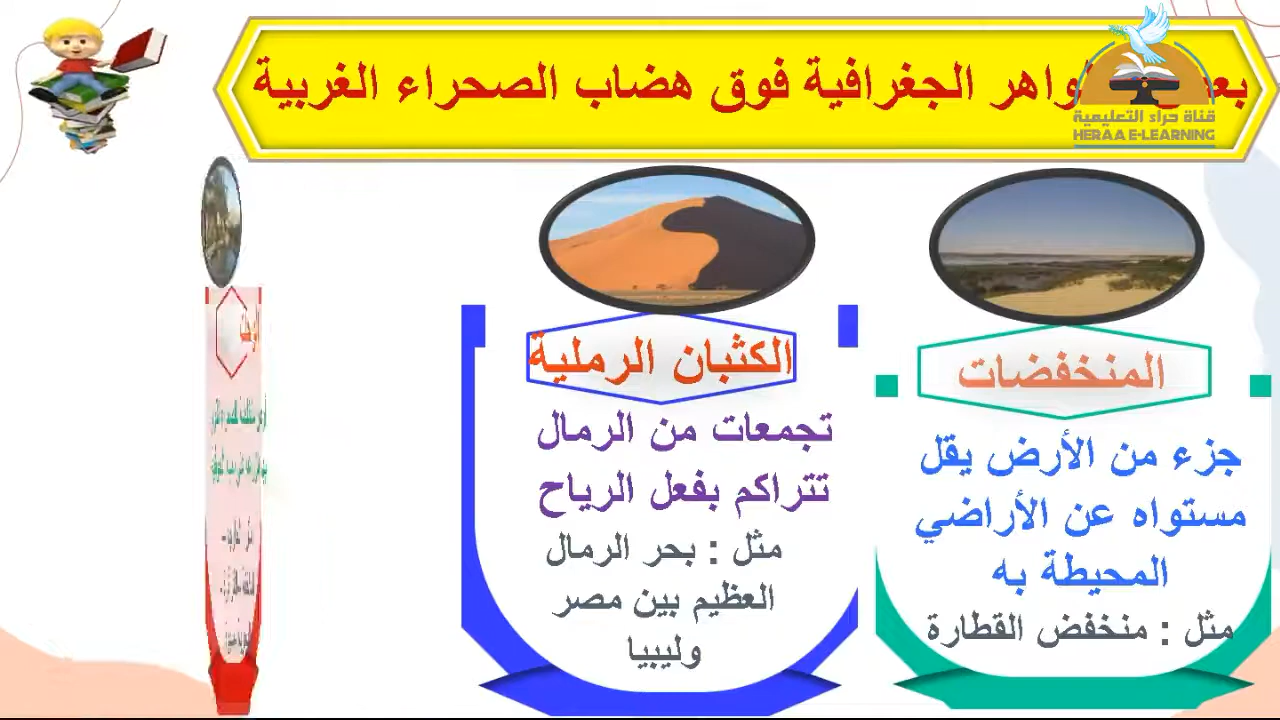 بعض الظواهر الجغرافية فوق هضاب الصحراء الغربية
قناة حراء التعليمية
HERAA E-LEARNING
المنخفضات
جزء من الأرض يقل
مستواه عن الأراضي
المحيطة به
مثل : منخفض القطارة
الكثبان الرملية
تجمعات من الرمال
تتراكم بفعل الرياح
مثل : بحر الرمال
العظيم بين مصر
وليبيا